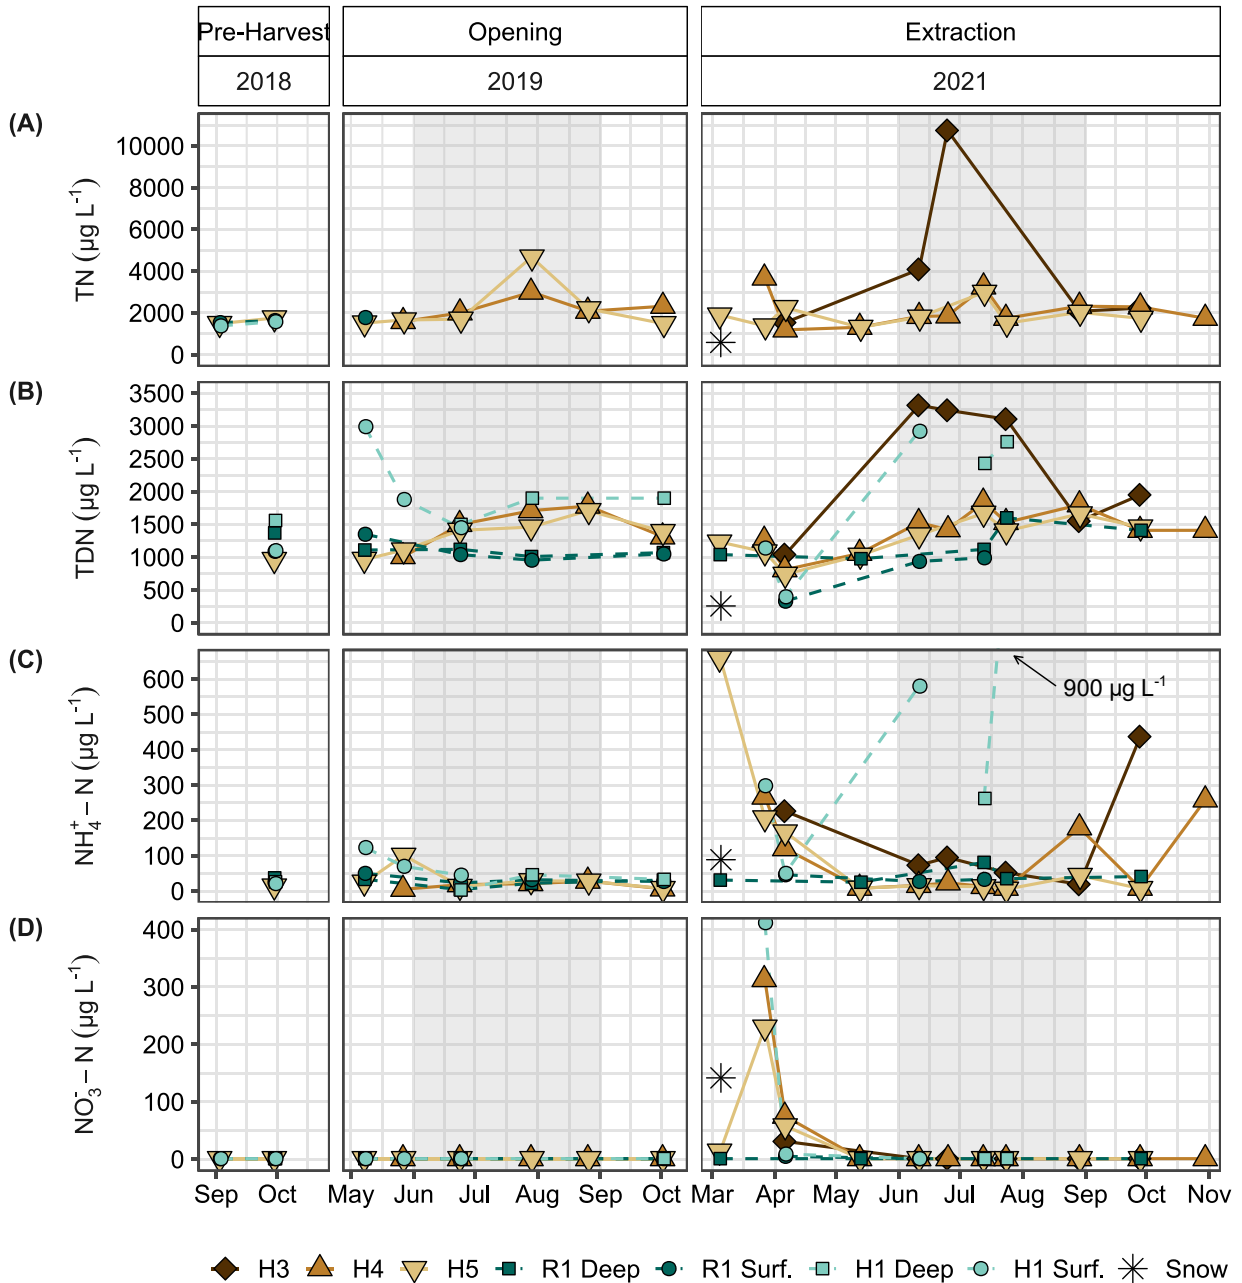 Pre-Harvest Opening Extraction
2018 2019 2021
(A)
TN (µg L⁻¹)
10000
8000
6000
4000
2000
0
(B)
TDN (µg L⁻¹)
3500
3000
2500
2000
1500
1000
500
0
(C)
NH₄⁺ – N (µg L⁻¹)
600
500
400
300
200
100
0
900 µg L⁻¹
(D)
NO₃⁻ – N (µg L⁻¹)
400
300
200
100
0
Sep Oct May Jun Jul Aug Sep Oct Mar Apr May Jun Jul Aug Sep Oct Nov
H3 H4 H5 R1 Deep R1 Surf. H1 Deep H1 Surf. Snow